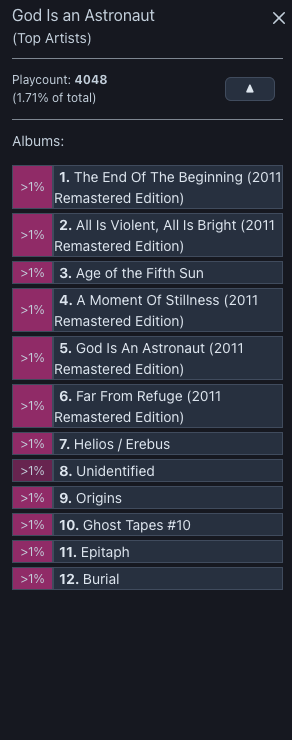 God Is an Astronaut
(Top Artists)
Playcount: 4048
(1.71% of total)
Albums:
>1% 1. The End Of The Beginning (2011
Remastered Edition)
>1% 2. All Is Violent, All Is Bright (2011
Remastered Edition)
>1% 3. Age of the Fifth Sun
>1% 4. A Moment Of Stillness (2011
Remastered Edition)
>1% 5. God Is An Astronaut (2011
Remastered Edition)
>1% 6. Far From Refuge (2011
Remastered Edition)
>1% 7. Helios / Erebus
>1% 8. Unidentified
>1% 9. Origins
>1% 10. Ghost Tapes #10
>1% 11. Epitaph
>1% 12. Burial